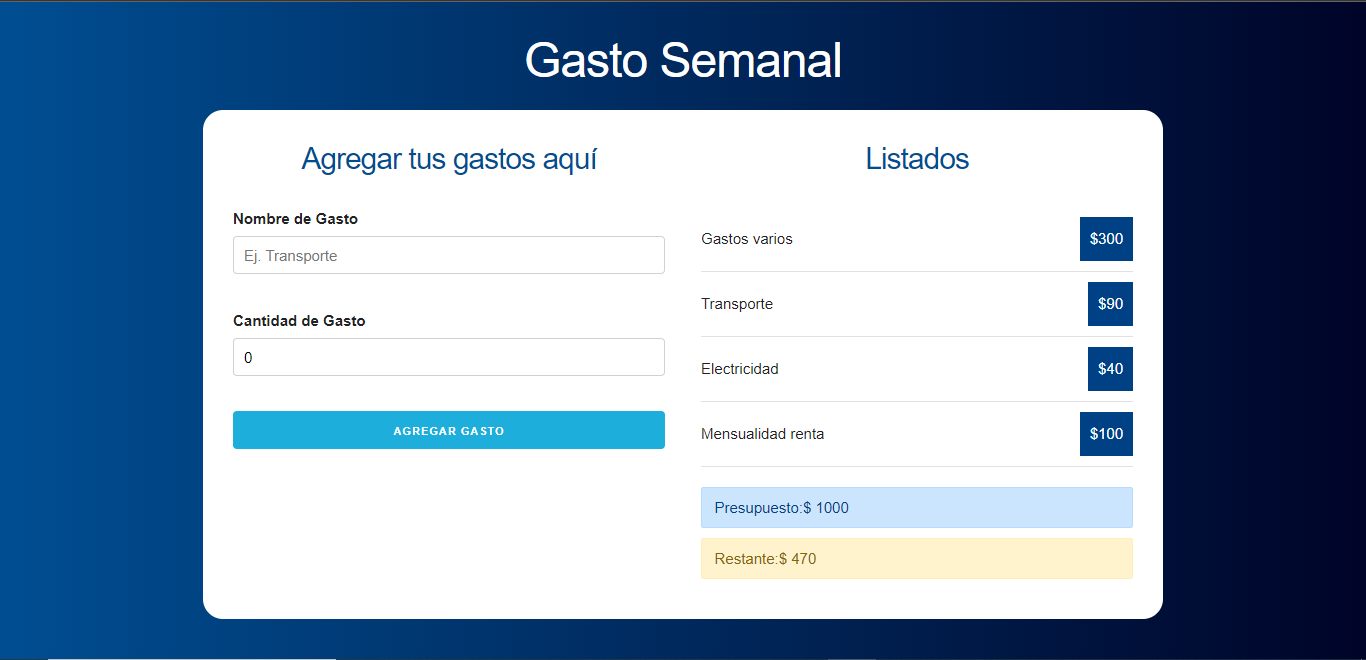 Gasto Semanal
Agregar tus gastos aquí
Nombre de Gasto
Ej. Transporte
Cantidad de Gasto
0
AGREGAR GASTO
Listados
Gastos varios $300
Transporte $90
Electricidad $40
Mensualidad renta $100
Presupuesto:$ 1000
Restante:$ 470